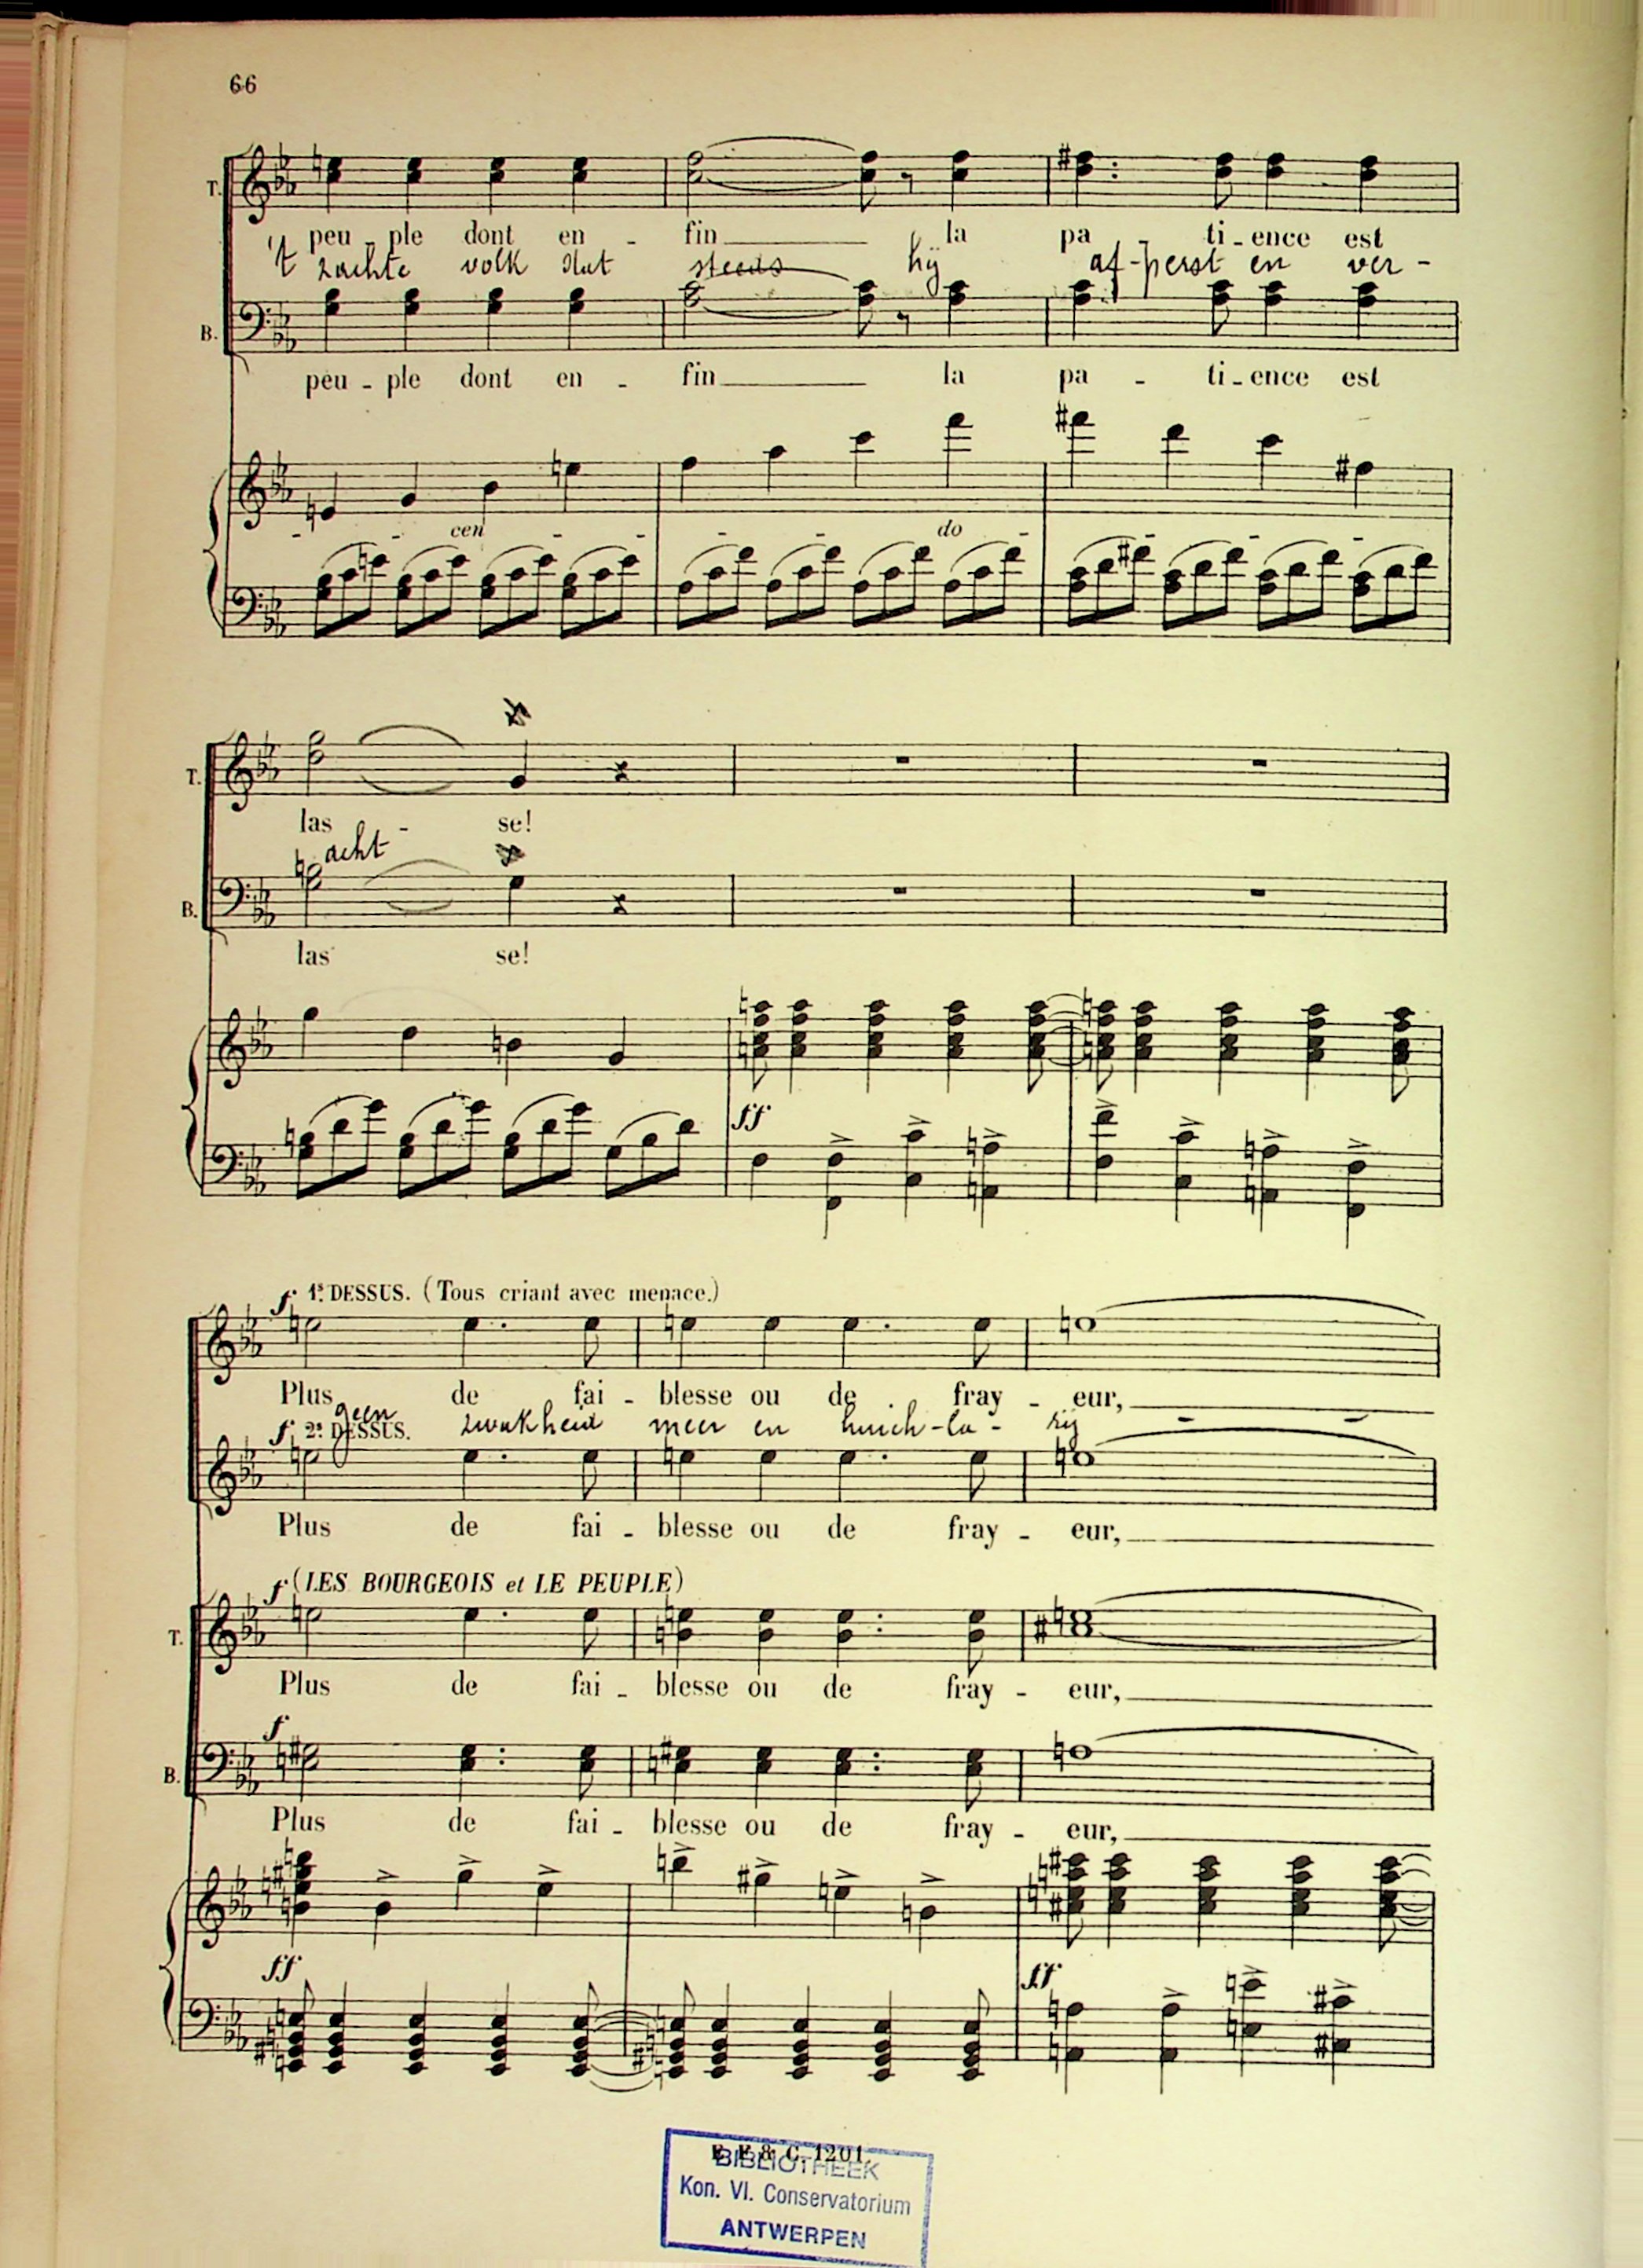 66
T.
peu - ple dont en - fin la pa - ti - ence est
't zachte volk dat steeds hij af-perst en ver-
B.
peu - ple dont en - fin la pa - ti - ence est
cen - do -
T.
las - se!
acht
B.
las se!
ff
f 1s DESSUS. (Tous criant avec menace.)
Plus de fai - blesse ou de fray - eur,
geen zwakheid meer en huich-la-rij
f 2s DESSUS.
Plus de fai - blesse ou de fray - eur,
f (LES BOURGEOIS et LE PEUPLE)
T.
Plus de fai - blesse ou de fray - eur,
f
B.
Plus de fai - blesse ou de fray - eur,
ff ff
E. F. & C. 1201.
BIBLIOTHEEK
Kon. Vl. Conservatorium
ANTWERPEN